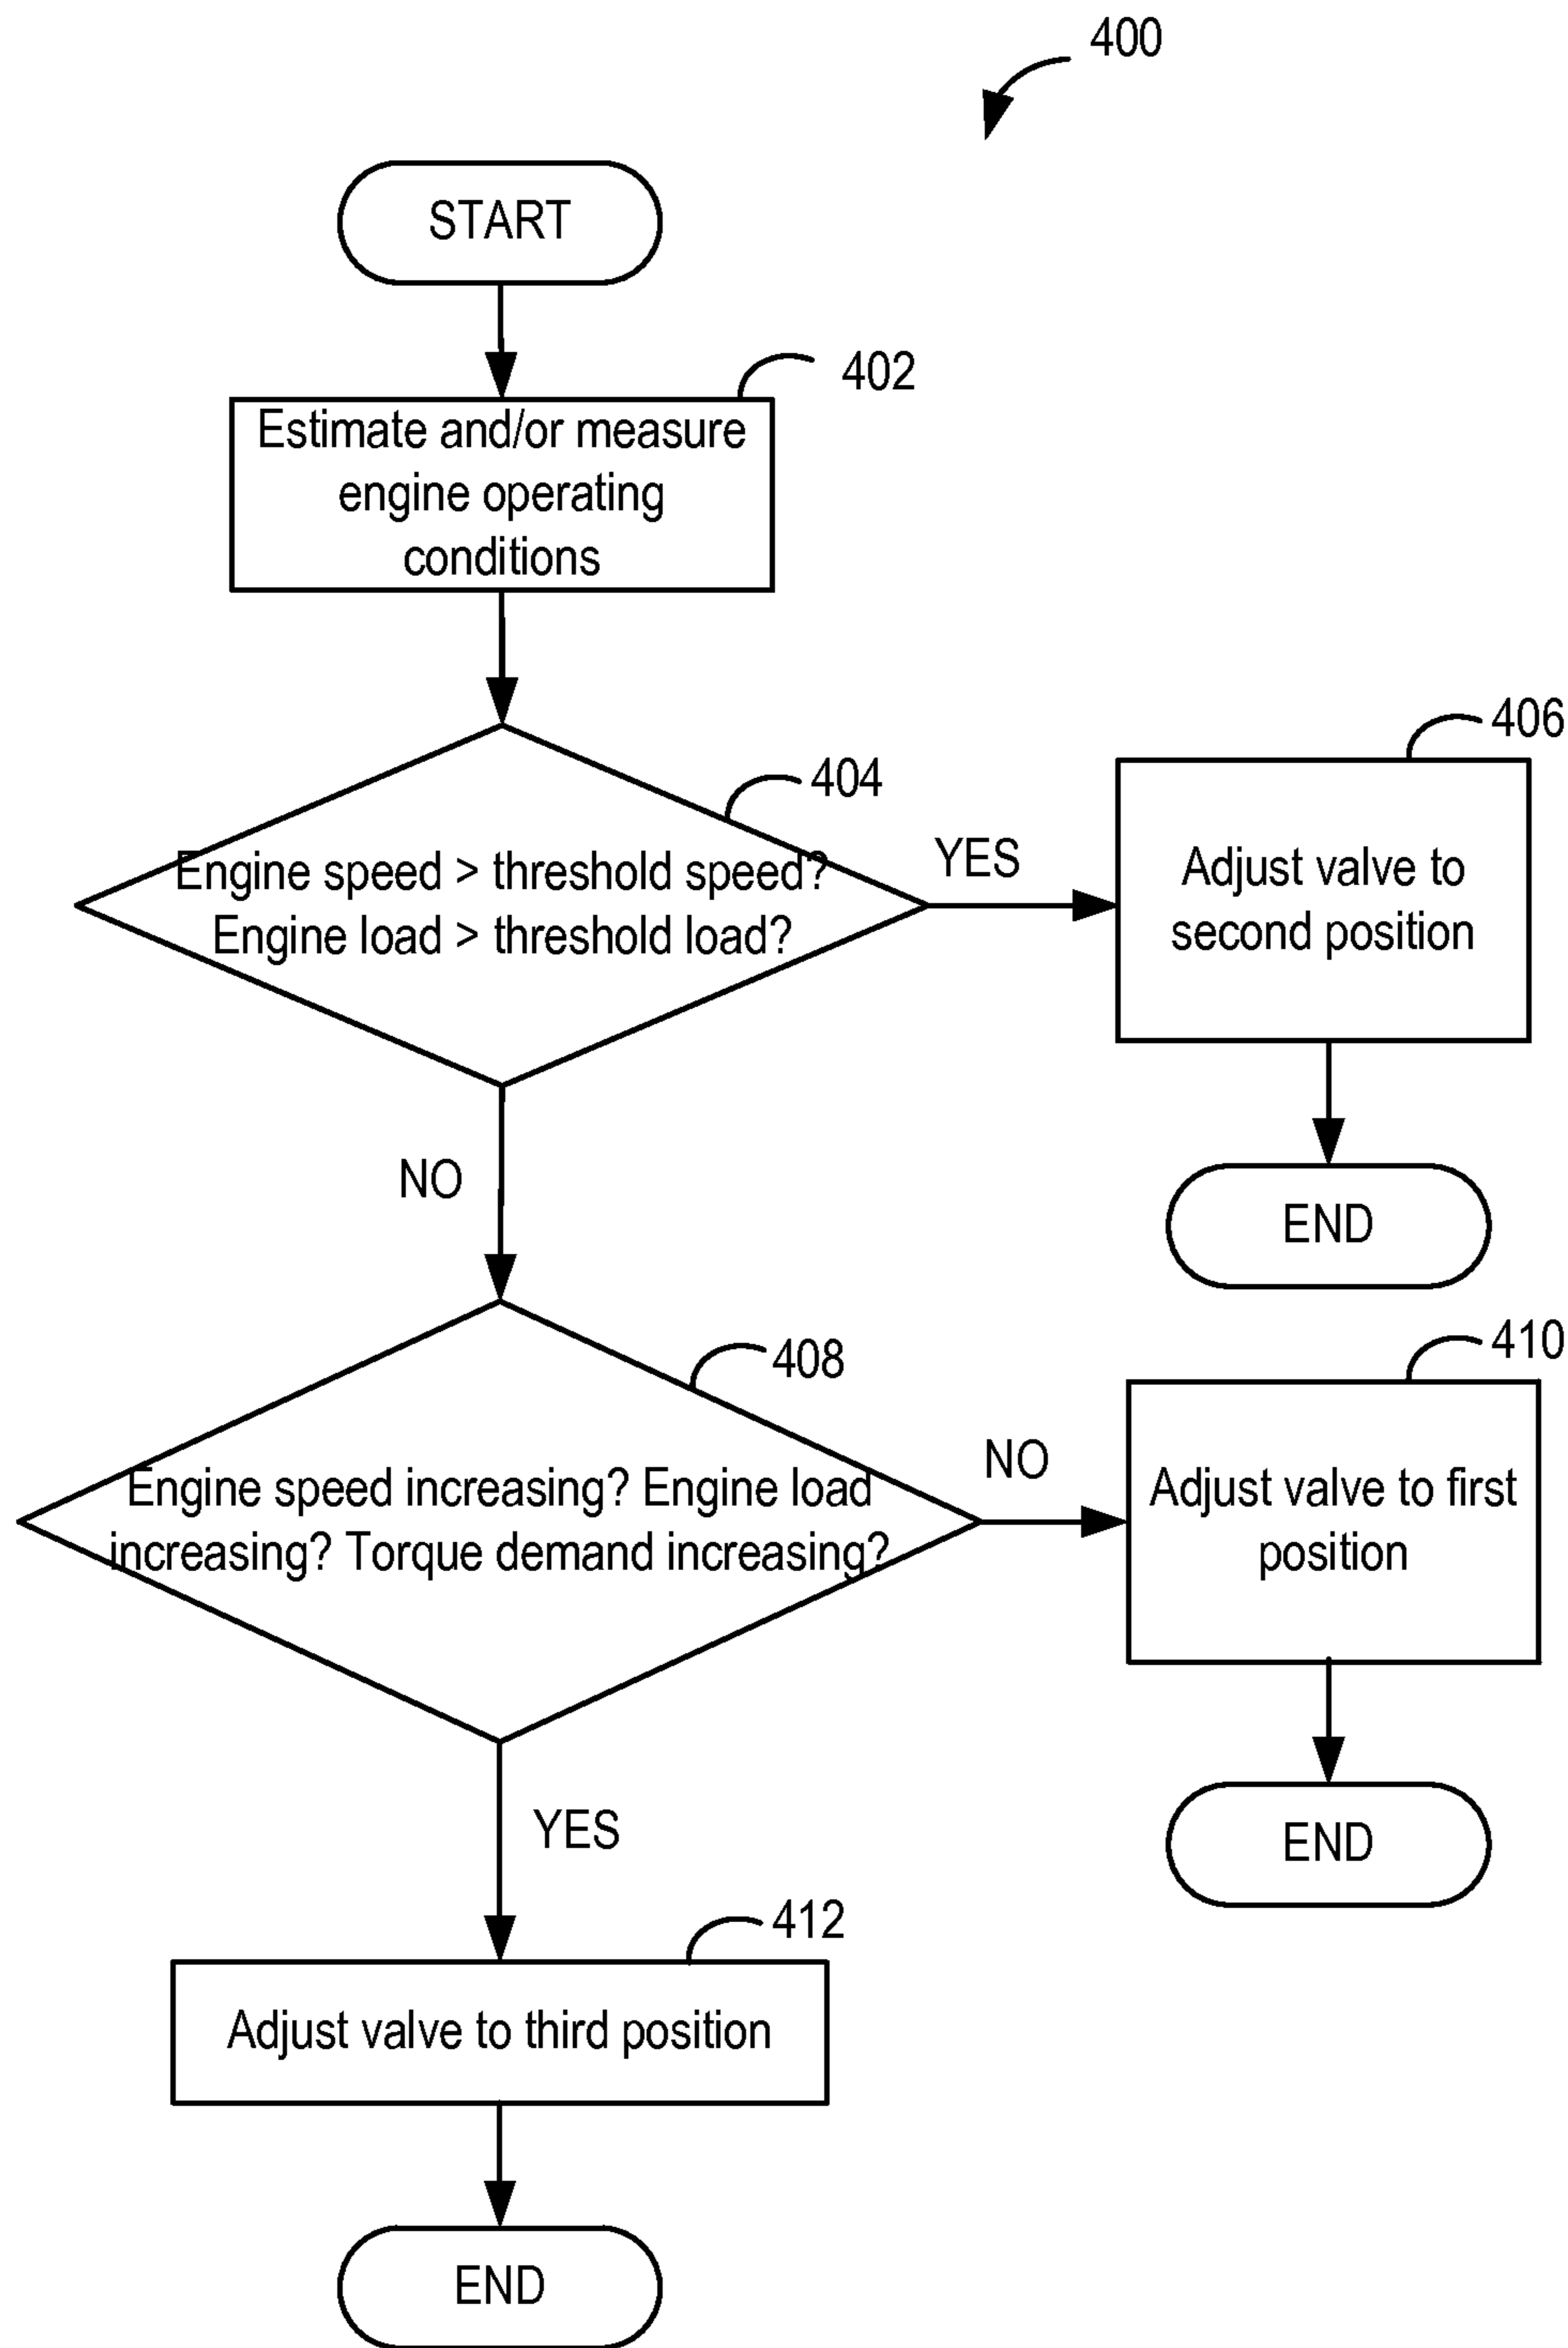 400
START
402
Estimate and/or measure
engine operating
conditions
404
Engine speed > threshold speed?
Engine load > threshold load?
YES
406
Adjust valve to
second position
END
NO
408
Engine speed increasing? Engine load
increasing? Torque demand increasing?
NO
410
Adjust valve to first
position
END
YES
412
Adjust valve to third position
END